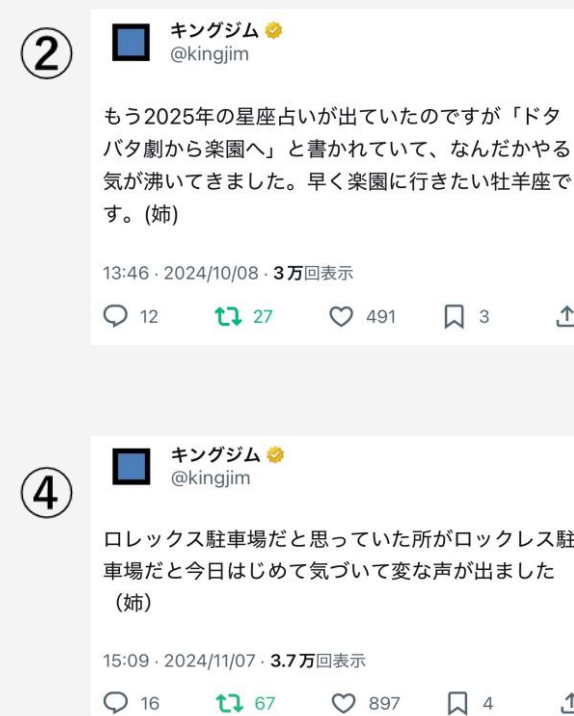 ②
キングジム
@kingjim
もう2025年の星座占いが出ていたのですが「ドタ
バタ劇から楽園へ」と書かれていて、なんだかやる
気が沸いてきました。早く楽園に行きたい牡羊座で
す。(姉)
13:46 · 2024/10/08 · 3万回表示
12 27 491 3
④
キングジム
@kingjim
ロレックス駐車場だと思っていた所がロックレス駐
車場だと今日はじめて気づいて変な声が出ました
（姉）
15:09 · 2024/11/07 · 3.7万回表示
16 67 897 4